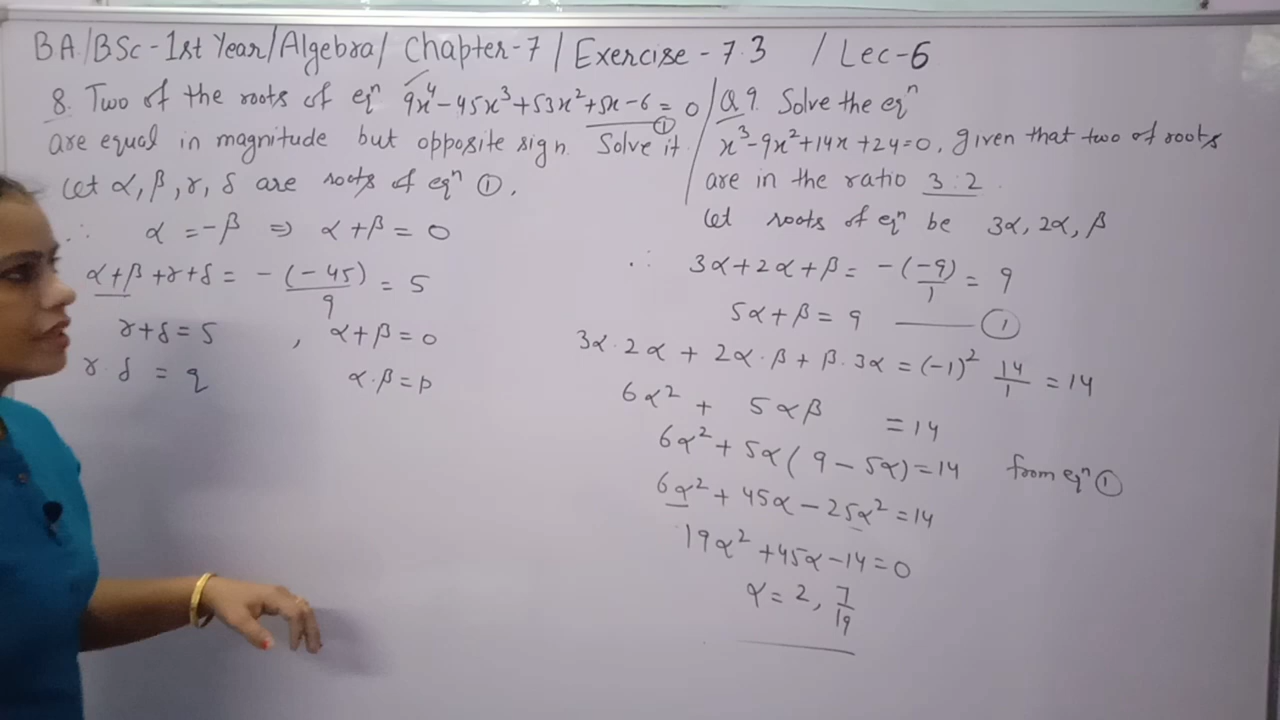 BA/BSc-1st Year/Algebra/ Chapter-7/Exercise-7.3 / Lec-6
8. Two of the roots of eqⁿ 9x⁴-45x³+53x²+5x-6=0 ①
are equal in magnitude but opposite sign. Solve it
Let α, β, γ, δ are roots of eqⁿ ①.
∴ α = -β ⇒ α+β = 0
α+β+γ+δ = -(-45)/9 = 5
γ+δ=5 , α+β=0
γ.δ = q α.β=p
Q9. Solve the eqⁿ
x³-9x²+14x+24=0, given that two of roots
are in the ratio 3:2
Let roots of eqⁿ be 3α, 2α, β
∴ 3α+2α+β = -(-9)/1 = 9
5α+β=9 ——— ①
3α.2α + 2α.β + β.3α = (-1)² 14/1 = 14
6α² + 5αβ = 14
6α²+5α(9-5α)=14 from eqⁿ ①
6α²+45α-25α²=14
19α²+45α-14=0
α=2, 7/19